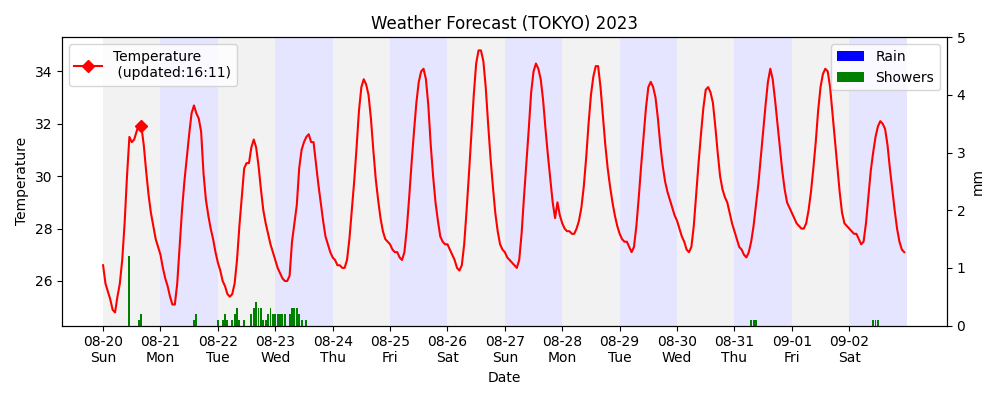 Weather Forecast (TOKYO) 2023
Temperature
(updated:16:11)
Rain
Showers
Temperature
34
32
30
28
26
5
4
3
2
1
0
mm
08-20 08-21 08-22 08-23 08-24 08-25 08-26 08-27 08-28 08-29 08-30 08-31 09-01 09-02
Sun Mon Tue Wed Thu Fri Sat Sun Mon Tue Wed Thu Fri Sat
Date